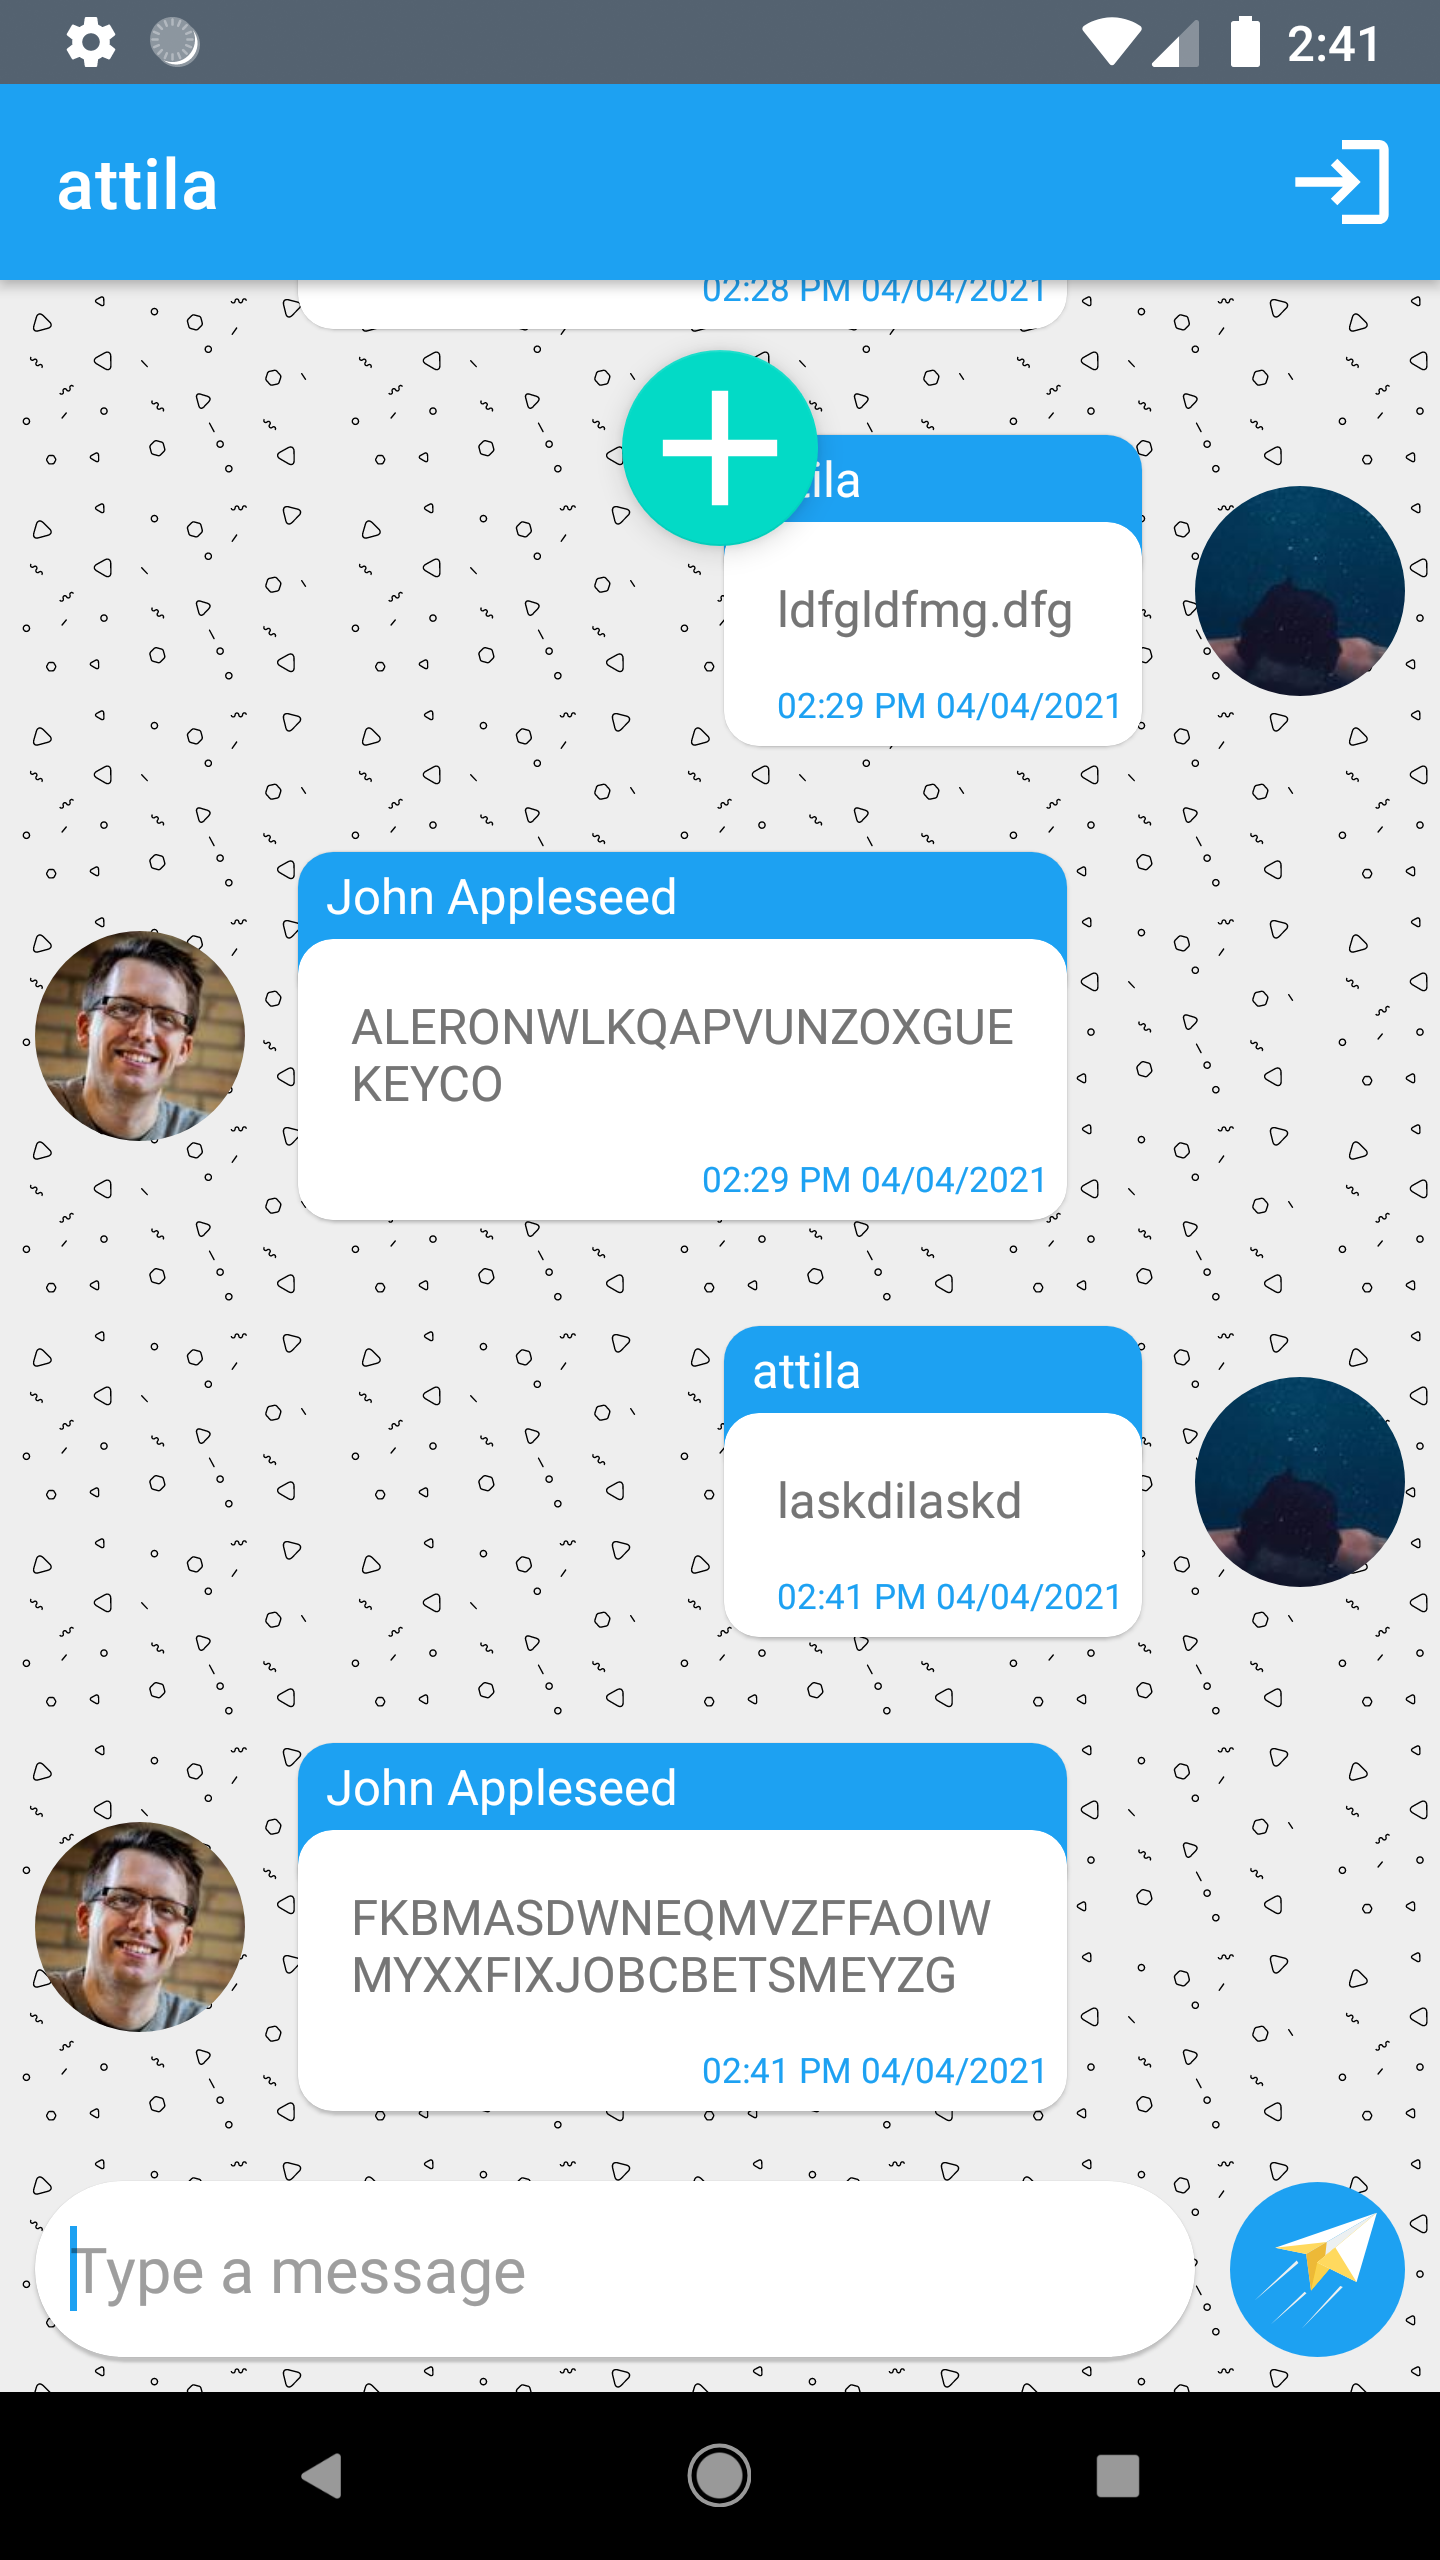 2:41
attila
02:28 PM 04/04/2021
ldfgldfmg.dfg
02:29 PM 04/04/2021
John Appleseed
ALERONWLKQAPVUNZOXGUE
KEYCO
02:29 PM 04/04/2021
attila
laskdilaskd
02:41 PM 04/04/2021
John Appleseed
FKBMASDWNEQMVZFFAOIW
MYXXFIXJOBCBETSMEYZG
02:41 PM 04/04/2021
Type a message